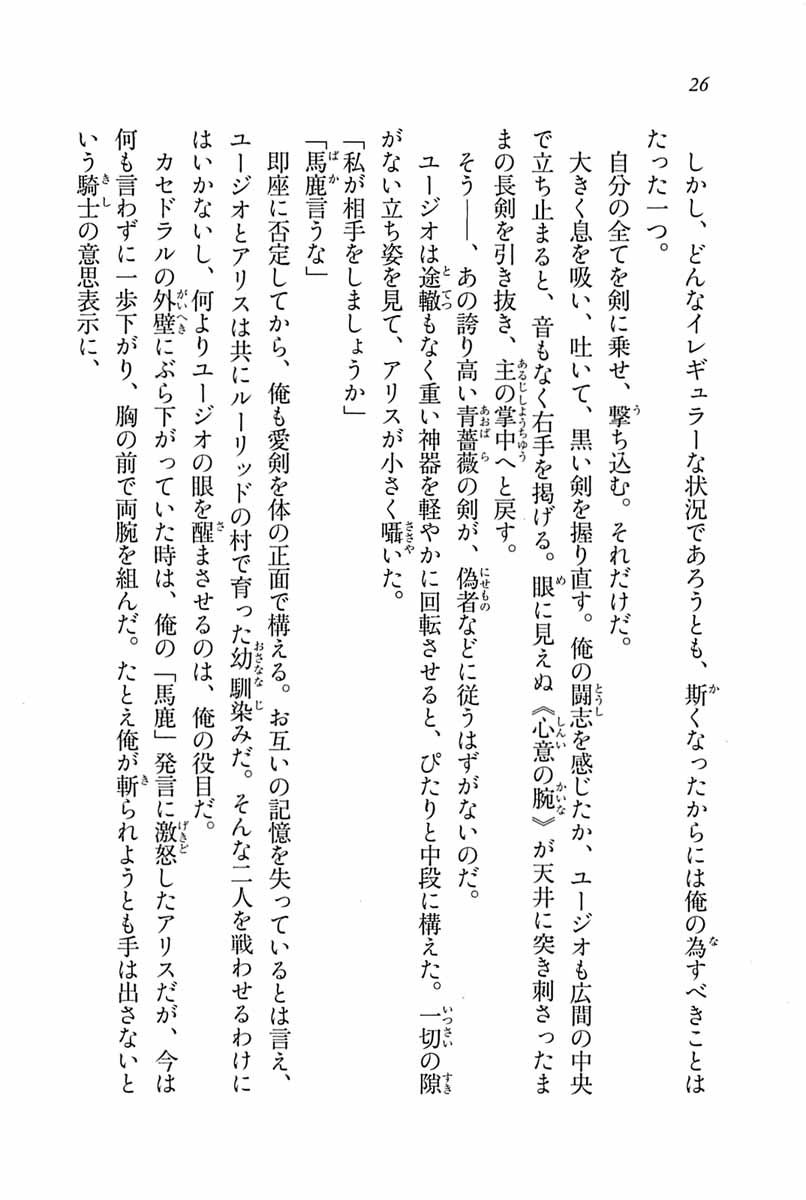 26
しかし、どんなイレギュラーな状況であろうとも、斯くなったからには俺の為すべきことは
たった一つ。
自分の全てを剣に乗せ、撃ち込む。それだけだ。
大きく息を吸い、吐いて、黒い剣を握り直す。俺の闘志を感じたか、ユージオも広間の中央
で立ち止まると、音もなく右手を掲げる。眼に見えぬ《心意の腕》が天井に突き刺さったま
まの長剣を引き抜き、主の掌中へと戻す。
そう――、あの誇り高い青薔薇の剣が、偽者などに従うはずがないのだ。
ユージオは途轍もなく重い神器を軽やかに回転させると、ぴたりと中段に構えた。一切の隙
がない立ち姿を見て、アリスが小さく囁いた。
「私が相手をしましょうか」
「馬鹿言うな」
即座に否定してから、俺も愛剣を体の正面で構える。お互いの記憶を失っているとは言え、
ユージオとアリスは共にルーリッドの村で育った幼馴染みだ。そんな二人を戦わせるわけに
はいかないし、何よりユージオの眼を醒まさせるのは、俺の役目だ。
カセドラルの外壁にぶら下がっていた時は、俺の「馬鹿」発言に激怒したアリスだが、今は
何も言わずに一歩下がり、胸の前で両腕を組んだ。たとえ俺が斬られようとも手は出さないと
いう騎士の意思表示に、